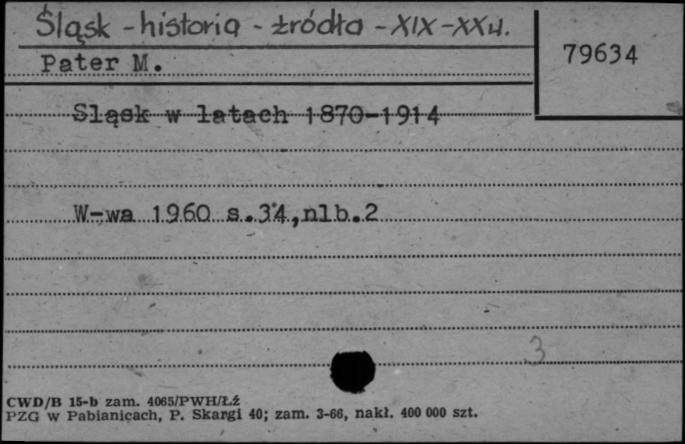 Śląsk - historia - źródła - XIX-XX w.
79634
Pater M.
Śląsk w latach 1870-1914
W-wa 1960 s.34,nlb.2
3
CWD/B 15-b zam. 4065/PWH/Łź
PZG w Pabianicach, P. Skargi 40; zam. 3-66, nakł. 400 000 szt.